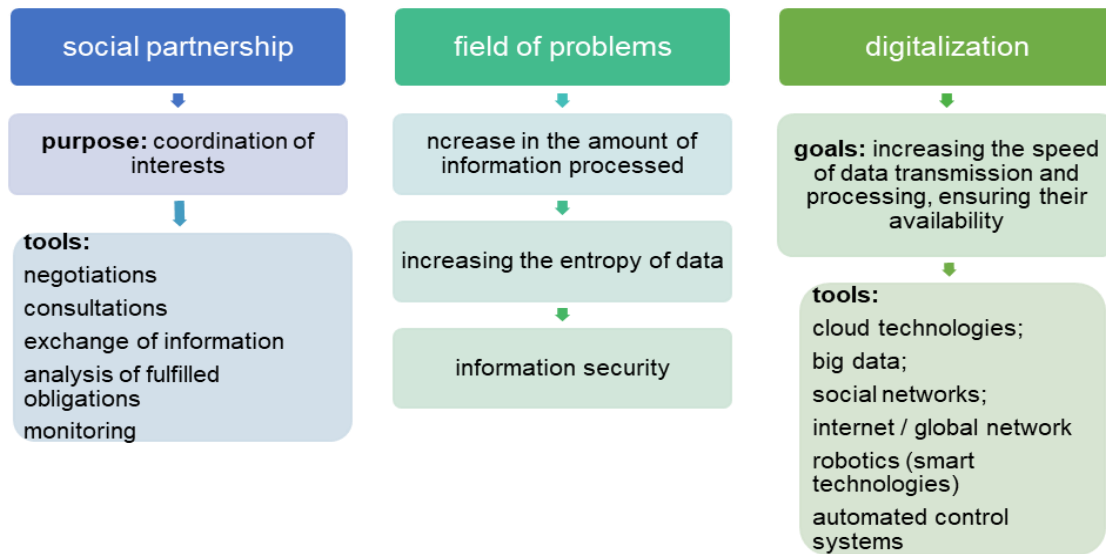 social partnership
purpose: coordination of
interests
tools:
negotiations
consultations
exchange of information
analysis of fulfilled
obligations
monitoring
field of problems
ncrease in the amount of
information processed
increasing the entropy of data
information security
digitalization
goals: increasing the speed
of data transmission and
processing, ensuring their
availability
tools:
cloud technologies;
big data;
social networks;
internet / global network
robotics (smart
technologies)
automated control
systems